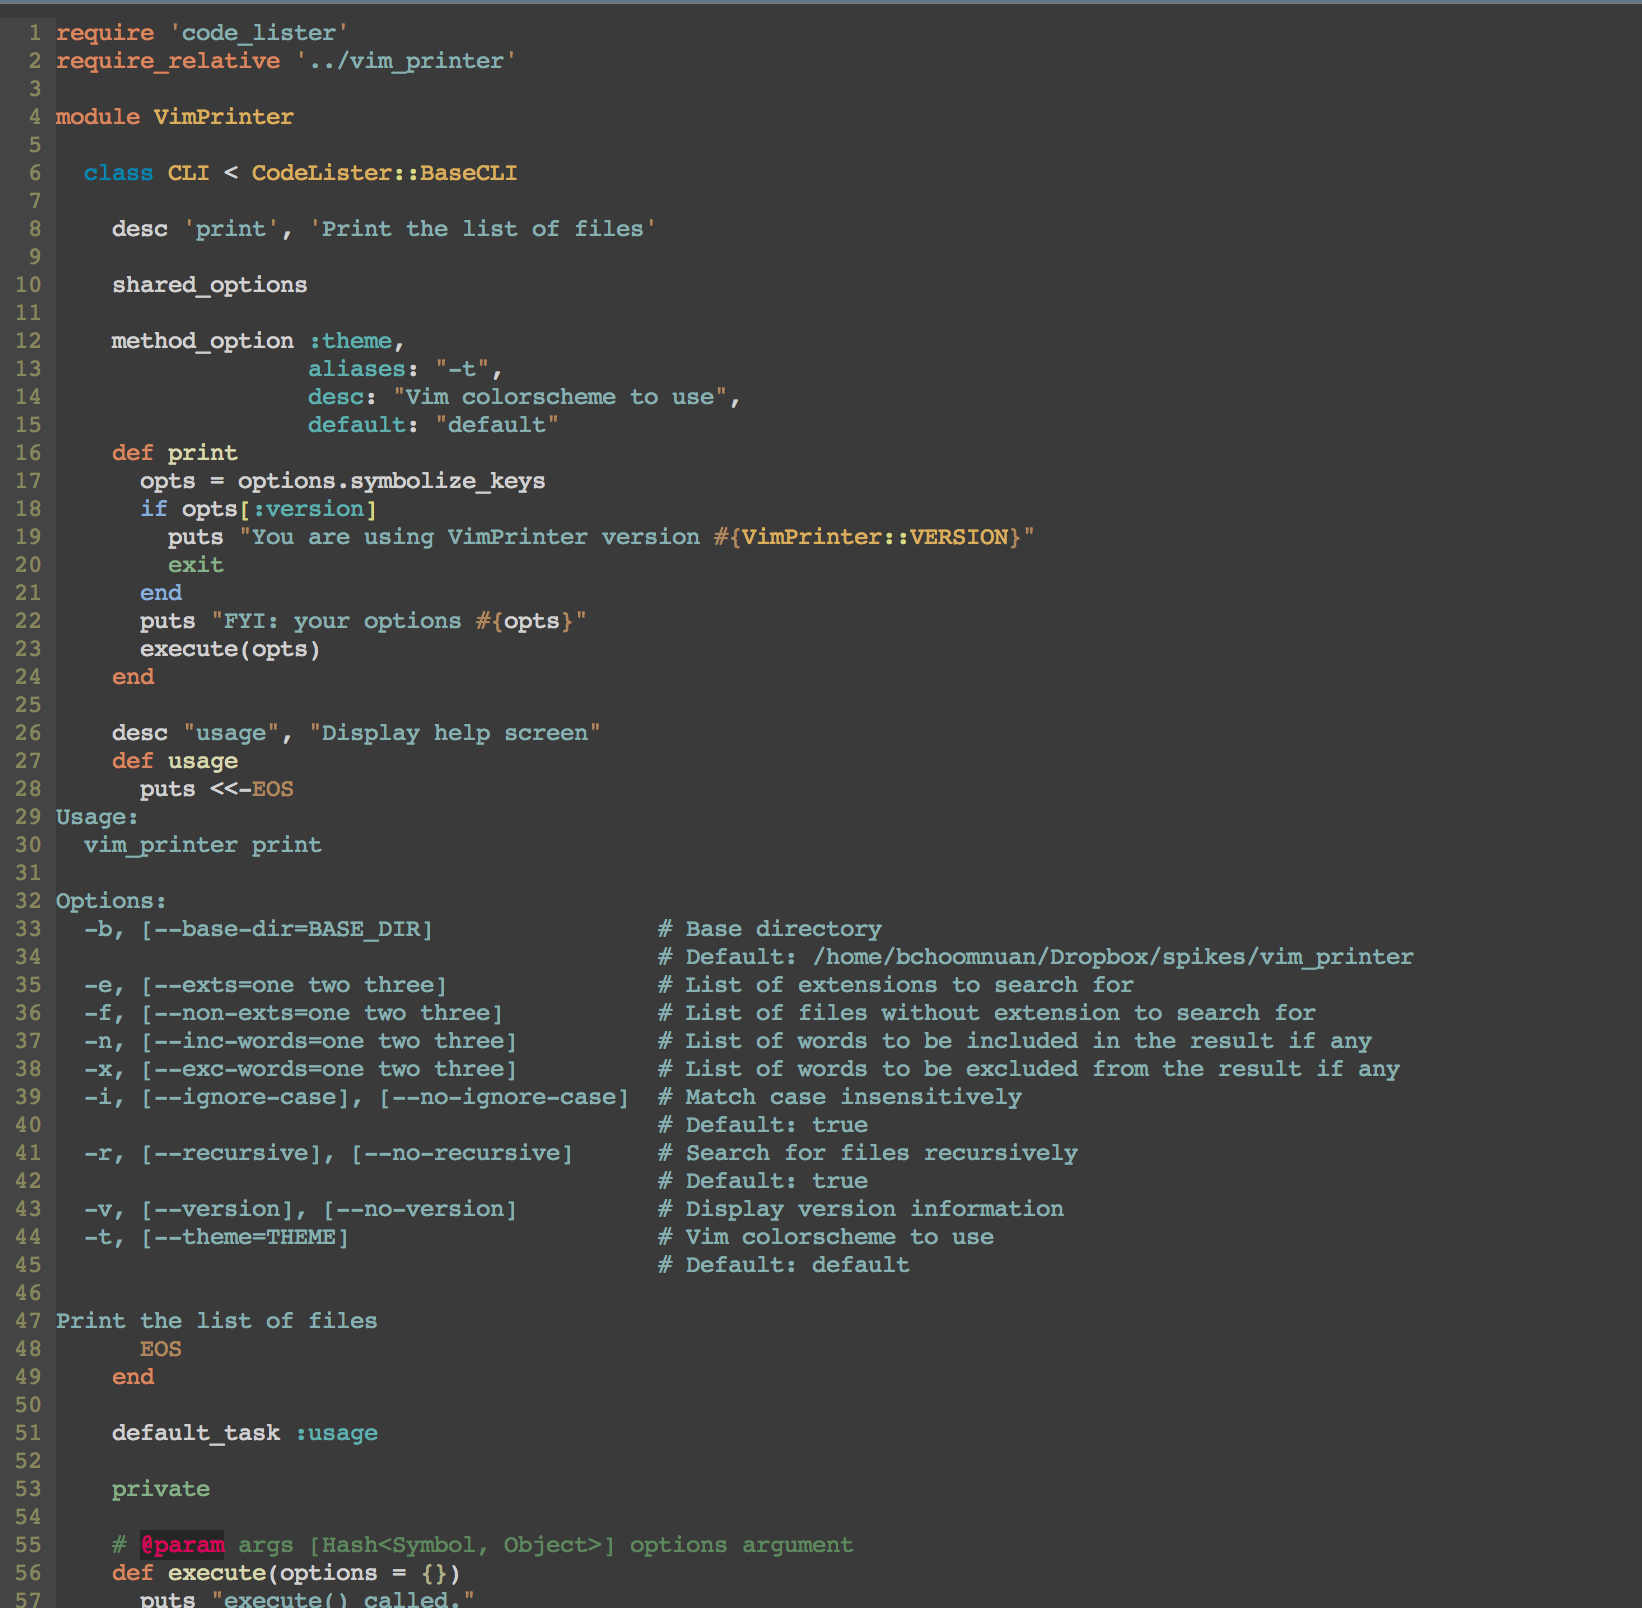 1 require 'code_lister'
2 require_relative '../vim_printer'
3
4 module VimPrinter
5
6   class CLI < CodeLister::BaseCLI
7
8     desc 'print', 'Print the list of files'
9
10     shared_options
11
12     method_option :theme,
13                   aliases: "-t",
14                   desc: "Vim colorscheme to use",
15                   default: "default"
16     def print
17       opts = options.symbolize_keys
18       if opts[:version]
19         puts "You are using VimPrinter version #{VimPrinter::VERSION}"
20         exit
21       end
22       puts "FYI: your options #{opts}"
23       execute(opts)
24     end
25
26     desc "usage", "Display help screen"
27     def usage
28       puts <<-EOS
29 Usage:
30   vim_printer print
31
32 Options:
33   -b, [--base-dir=BASE_DIR]                # Base directory
34                                            # Default: /home/bchoomnuan/Dropbox/spikes/vim_printer
35   -e, [--exts=one two three]               # List of extensions to search for
36   -f, [--non-exts=one two three]           # List of files without extension to search for
37   -n, [--inc-words=one two three]          # List of words to be included in the result if any
38   -x, [--exc-words=one two three]          # List of words to be excluded from the result if any
39   -i, [--ignore-case], [--no-ignore-case]  # Match case insensitively
40                                            # Default: true
41   -r, [--recursive], [--no-recursive]      # Search for files recursively
42                                            # Default: true
43   -v, [--version], [--no-version]          # Display version information
44   -t, [--theme=THEME]                      # Vim colorscheme to use
45                                            # Default: default
46
47 Print the list of files
48       EOS
49     end
50
51     default_task :usage
52
53     private
54
55     # @param args [Hash<Symbol, Object>] options argument
56     def execute(options = {})
57       puts "execute() called."